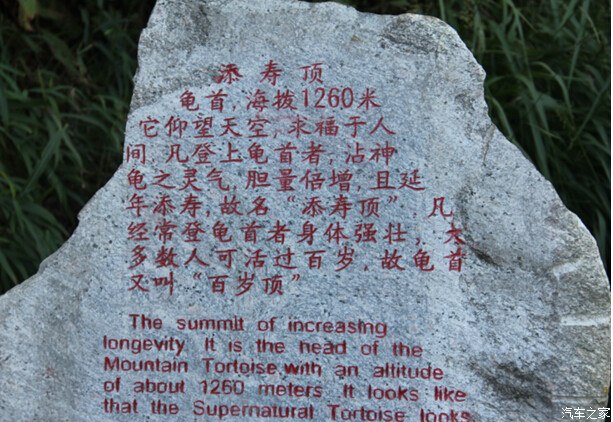 添寿顶
龟首,海拨1260米
它仰望天空,求福于人
间.凡登上龟首者,沾神
龟之灵气,胆量倍增,且延
年添寿,故名“添寿顶”.凡
经常登龟首者身体强壮,大
多数人可活过百岁,故龟首
又叫“百岁顶”
The summit of increasing
longevity. It is the head of the
Mountain Tortoise,with an altitude
of about 1260 meters. It looks like
that the Supernatural Tortoise looks
汽车之家